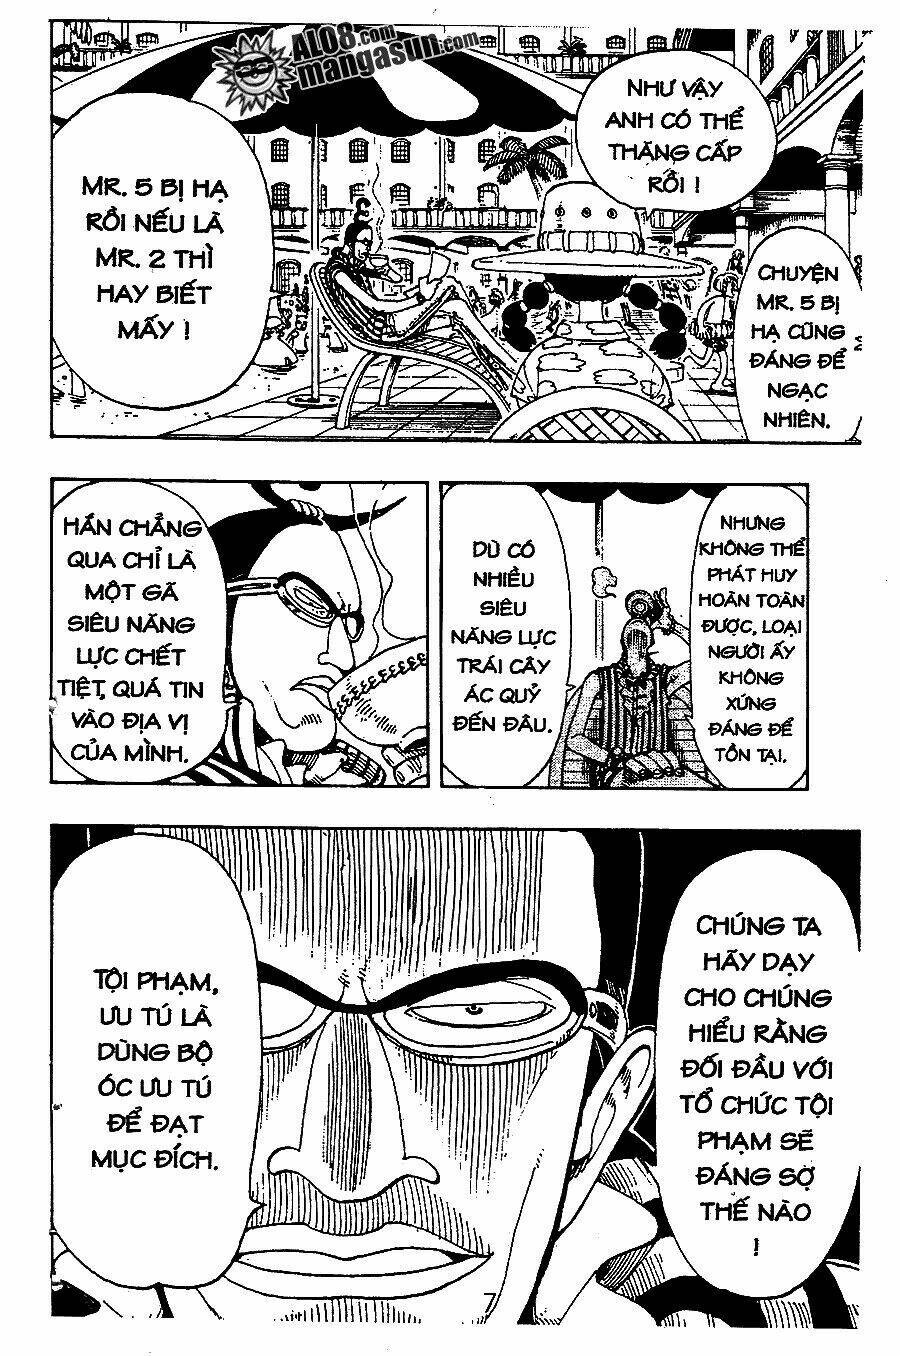 AL08.com
mangasun.com
NHƯ VẬY
ANH CÓ THỂ
THĂNG CẤP
RỒI !
MR. 5 BỊ HẠ
RỒI NẾU LÀ
MR. 2 THÌ
HAY BIẾT
MẤY !
CHUYỆN
MR. 5 BỊ
HẠ CŨNG
ĐÁNG ĐỂ
NGẠC
NHIÊN.
HẮN CHẲNG
QUA CHỈ LÀ
MỘT GÃ
SIÊU NĂNG
LỰC CHẾT
TIỆT, QUÁ TIN
VÀO ĐỊA VỊ
CỦA MÌNH.
DÙ CÓ
NHIỀU
SIÊU
NĂNG LỰC
TRÁI CÂY
ÁC QUỶ
ĐẾN ĐÂU.
NHƯNG
KHÔNG THỂ
PHÁT HUY
HOÀN TOÀN
ĐƯỢC, LOẠI
NGƯỜI ẤY
KHÔNG
XỨNG
ĐÁNG ĐỂ
TỒN TẠI.
TỘI PHẠM,
ƯU TÚ LÀ
DÙNG BỘ
ÓC ƯU TÚ
ĐỂ ĐẠT
MỤC ĐÍCH.
CHÚNG TA
HÃY DẠY
CHO CHÚNG
HIỂU RẰNG
ĐỐI ĐẦU VỚI
TỔ CHỨC TỘI
PHẠM SẼ
ĐÁNG SỢ
THẾ NÀO
!
7